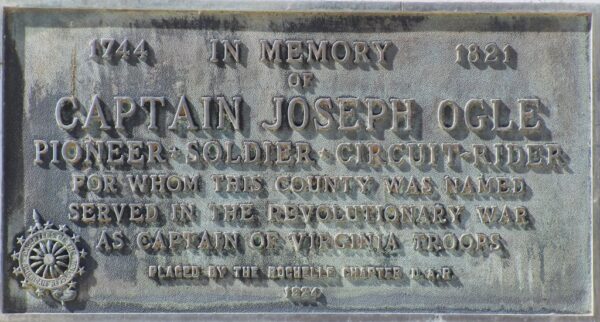 1744 IN MEMORY 1821
OF
CAPTAIN JOSEPH OGLE
PIONEER·SOLDIER·CIRCUIT-RIDER
FOR WHOM THIS COUNTY WAS NAMED
SERVED IN THE REVOLUTIONARY WAR
AS CAPTAIN OF VIRGINIA TROOPS
PLACED BY THE ROCHELLE CHAPTER D.A.R.